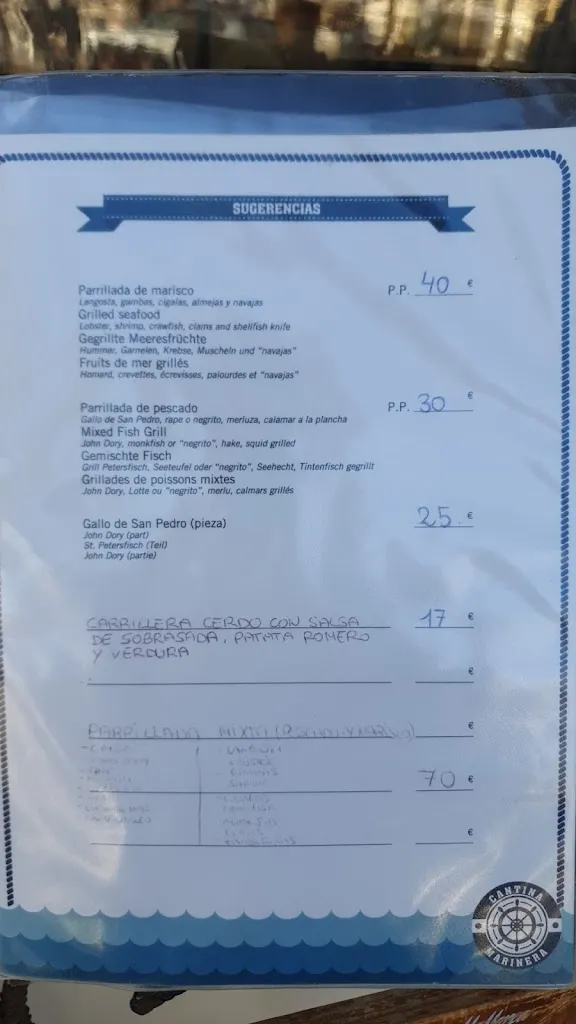 SUGERENCIAS
Parrillada de marisco P.P. 40 €
Langosta, gambas, cigalas, almejas y navajas
Grilled seafood
Lobster, shrimp, crawfish, clams and shellfish knife
Gegrillte Meeresfrüchte
Hummer, Garnelen, Krebse, Muscheln und "navajas"
Fruits de mer grillés
Homard, crevettes, écrevisses, palourdes et "navajas"
Parrillada de pescado P.P. 30 €
Gallo de San Pedro, rape o negrito, merluza, calamar a la plancha
Mixed Fish Grill
John Dory, monkfish or "negrito", hake, squid grilled
Gemischte Fisch
Grill Petersfisch, Seeteufel oder "negrito", Seehecht, Tintenfisch gegrillt
Grillades de poissons mixtes
John Dory, Lotte ou "negrito", merlu, calmars grillés
Gallo de San Pedro (pieza) 25 €
John Dory (part)
St. Petersfisch (Teil)
John Dory (partie)
CARRILLERA CERDO CON SALSA 17 €
DE SOBRASADA, PATATA ROMERO
Y VERDURA
€
PARRILLADA MIXTA €
70 €
€
CANTINA
MARINERA